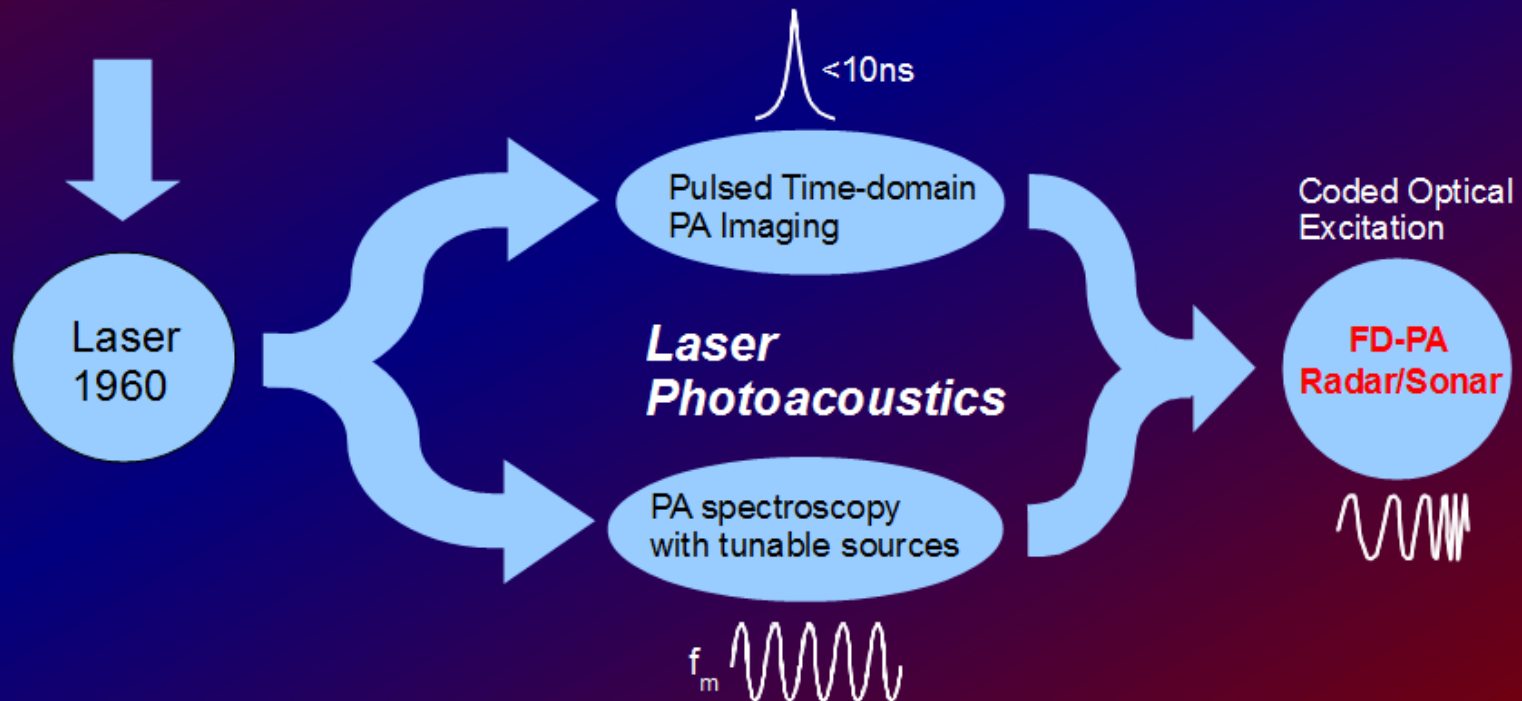 <10ns
Pulsed Time-domain
PA Imaging
Coded Optical
Excitation
Laser
1960
Laser
Photoacoustics
FD-PA
Radar/Sonar
PA spectroscopy
with tunable sources
fm